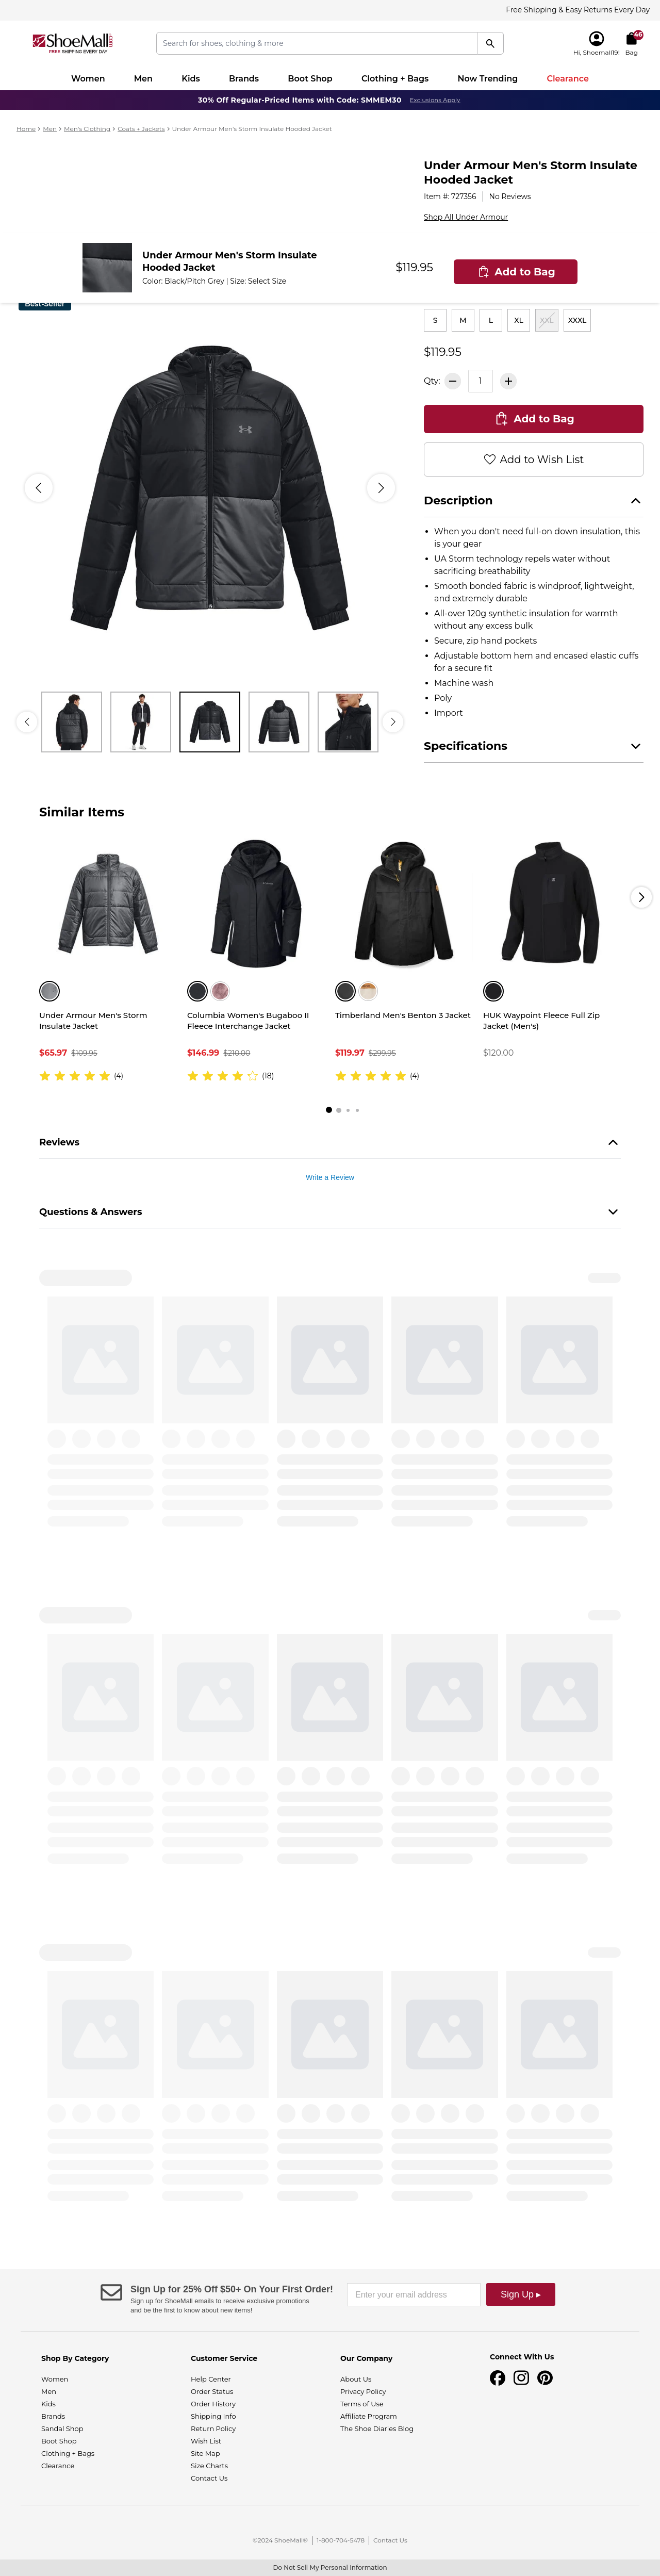 Free Shipping & Easy Returns Every Day
ShoeMall.com
FREE SHIPPING EVERY DAY
Search for shoes, clothing & more
46
Hi, Shoemall19!
Bag
Women
Men
Kids
Brands
Boot Shop
Clothing + Bags
Now Trending
Clearance
30% Off Regular-Priced Items with Code: SMMEM30 Exclusions Apply
Home > Men > Men's Clothing > Coats + Jackets > Under Armour Men's Storm Insulate Hooded Jacket
Under Armour Men's Storm Insulate
Hooded Jacket
Item #: 727356 | No Reviews
Shop All Under Armour
Under Armour Men's Storm Insulate
Hooded Jacket
Color: Black/Pitch Grey | Size: Select Size
$119.95
Add to Bag
Best-Seller
S
M
L
XL
XXL
XXXL
$119.95
Qty:
1
Add to Bag
Add to Wish List
Description
When you don't need full-on down insulation, this
is your gear
UA Storm technology repels water without
sacrificing breathability
Smooth bonded fabric is windproof, lightweight,
and extremely durable
All-over 120g synthetic insulation for warmth
without any excess bulk
Secure, zip hand pockets
Adjustable bottom hem and encased elastic cuffs
for a secure fit
Machine wash
Poly
Import
Specifications
Similar Items
Under Armour Men's Storm
Insulate Jacket
$65.97 $109.95
(4)
Columbia Women's Bugaboo II
Fleece Interchange Jacket
$146.99 $210.00
(18)
Timberland Men's Benton 3 Jacket
$119.97 $299.95
(4)
HUK Waypoint Fleece Full Zip
Jacket (Men's)
$120.00
Reviews
Write a Review
Questions & Answers
Sign Up for 25% Off $50+ On Your First Order!
Sign up for ShoeMall emails to receive exclusive promotions
and be the first to know about new items!
Enter your email address
Sign Up ▸
Shop By Category
Women
Men
Kids
Brands
Sandal Shop
Boot Shop
Clothing + Bags
Clearance
Customer Service
Help Center
Order Status
Order History
Shipping Info
Return Policy
Wish List
Site Map
Size Charts
Contact Us
Our Company
About Us
Privacy Policy
Terms of Use
Affiliate Program
The Shoe Diaries Blog
Connect With Us
©2024 ShoeMall® | 1-800-704-5478 | Contact Us
Do Not Sell My Personal Information